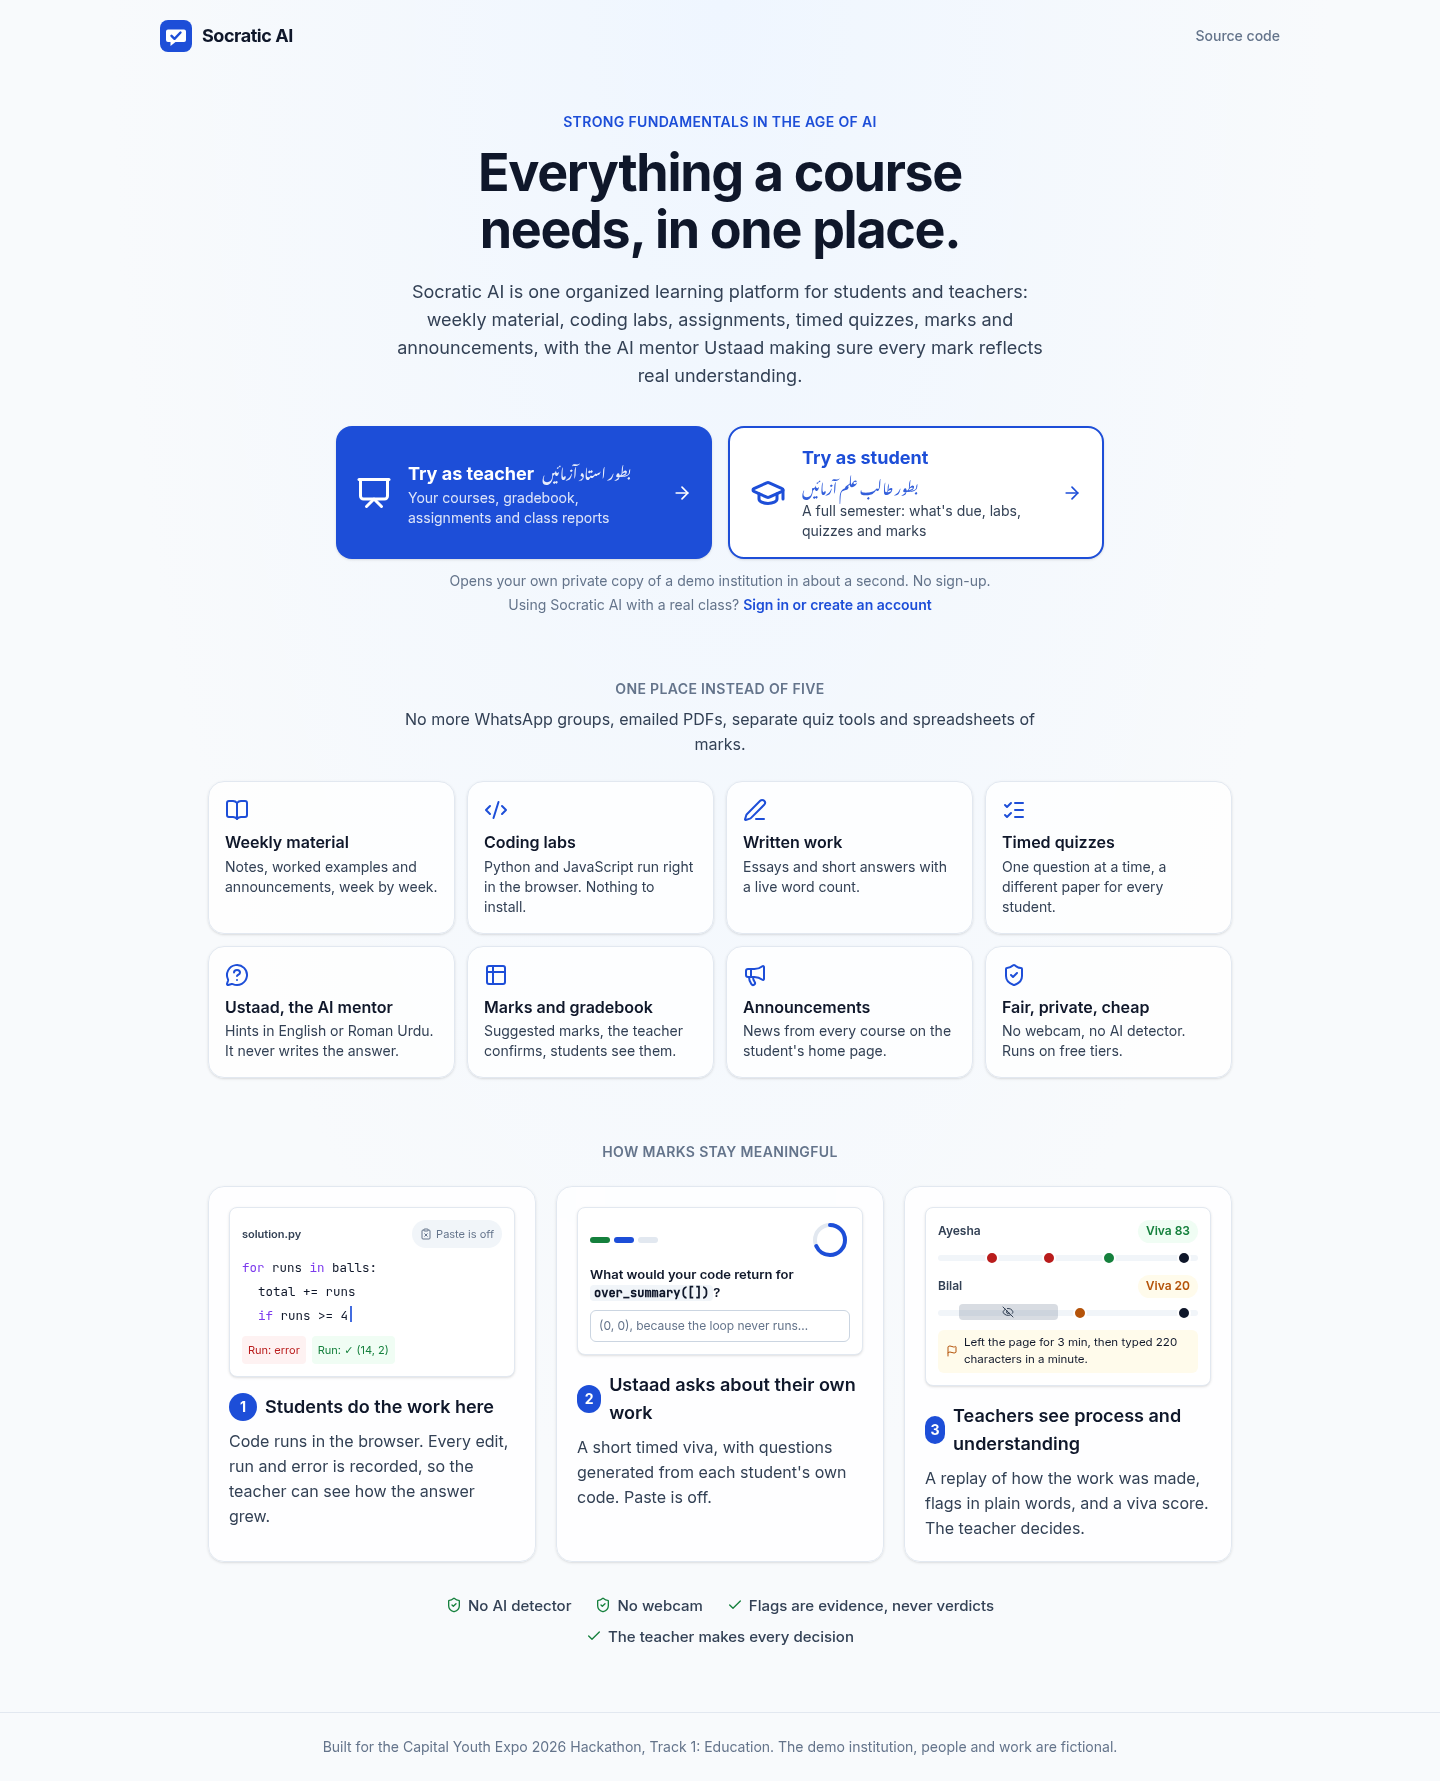 Socratic AI
Source code
STRONG FUNDAMENTALS IN THE AGE OF AI
Everything a course
needs, in one place.
Socratic AI is one organized learning platform for students and teachers:
weekly material, coding labs, assignments, timed quizzes, marks and
announcements, with the AI mentor Ustaad making sure every mark reflects
real understanding.
Try as teacher بطور استاد آزمائیں
Your courses, gradebook,
assignments and class reports
Try as student
بطور طالب علم آزمائیں
A full semester: what's due, labs,
quizzes and marks
Opens your own private copy of a demo institution in about a second. No sign-up.
Using Socratic AI with a real class? Sign in or create an account
ONE PLACE INSTEAD OF FIVE
No more WhatsApp groups, emailed PDFs, separate quiz tools and spreadsheets of
marks.
Weekly material
Notes, worked examples and
announcements, week by week.
Coding labs
Python and JavaScript run right
in the browser. Nothing to
install.
Written work
Essays and short answers with
a live word count.
Timed quizzes
One question at a time, a
different paper for every
student.
Ustaad, the AI mentor
Hints in English or Roman Urdu.
It never writes the answer.
Marks and gradebook
Suggested marks, the teacher
confirms, students see them.
Announcements
News from every course on the
student's home page.
Fair, private, cheap
No webcam, no AI detector.
Runs on free tiers.
HOW MARKS STAY MEANINGFUL
solution.py
Paste is off
for runs in balls:
total += runs
if runs >= 4
Run: error
Run: ✓ (14, 2)
1 Students do the work here
Code runs in the browser. Every edit,
run and error is recorded, so the
teacher can see how the answer
grew.
What would your code return for
over_summary([]) ?
(0, 0), because the loop never runs...
2 Ustaad asks about their own
work
A short timed viva, with questions
generated from each student's own
code. Paste is off.
Ayesha
Viva 83
Bilal
Viva 20
Left the page for 3 min, then typed 220
characters in a minute.
3 Teachers see process and
understanding
A replay of how the work was made,
flags in plain words, and a viva score.
The teacher decides.
No AI detector
No webcam
Flags are evidence, never verdicts
The teacher makes every decision
Built for the Capital Youth Expo 2026 Hackathon, Track 1: Education. The demo institution, people and work are fictional.